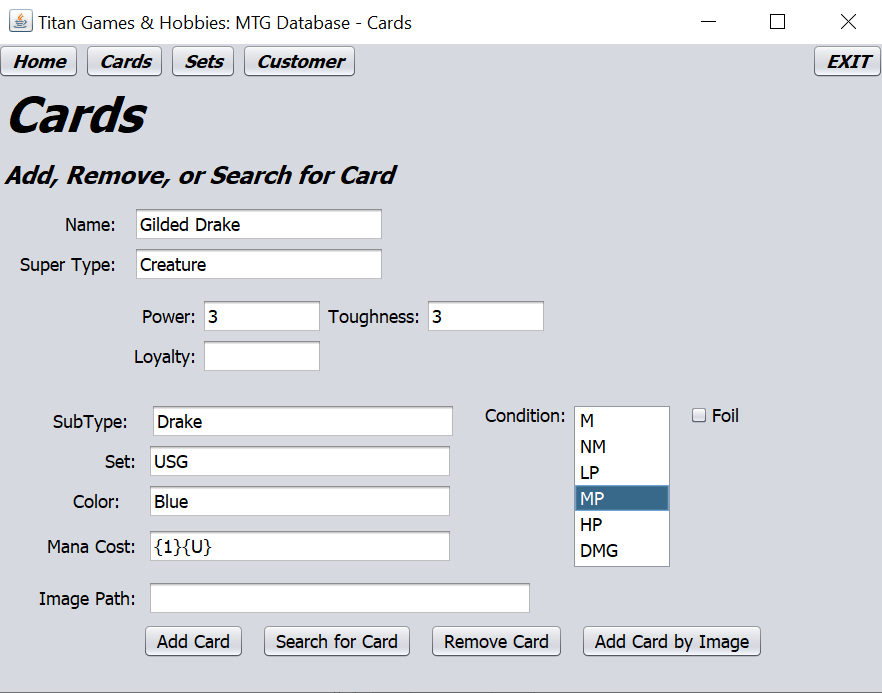 Titan Games & Hobbies: MTG Database - Cards
Home Cards Sets Customer EXIT
Cards
Add, Remove, or Search for Card
Name: Gilded Drake
Super Type: Creature
Power: 3 Toughness: 3
Loyalty:
SubType: Drake Condition: M Foil
NM
Set: USG
LP
Color: Blue MP
HP
Mana Cost: {1}{U} DMG
Image Path:
Add Card Search for Card Remove Card Add Card by Image